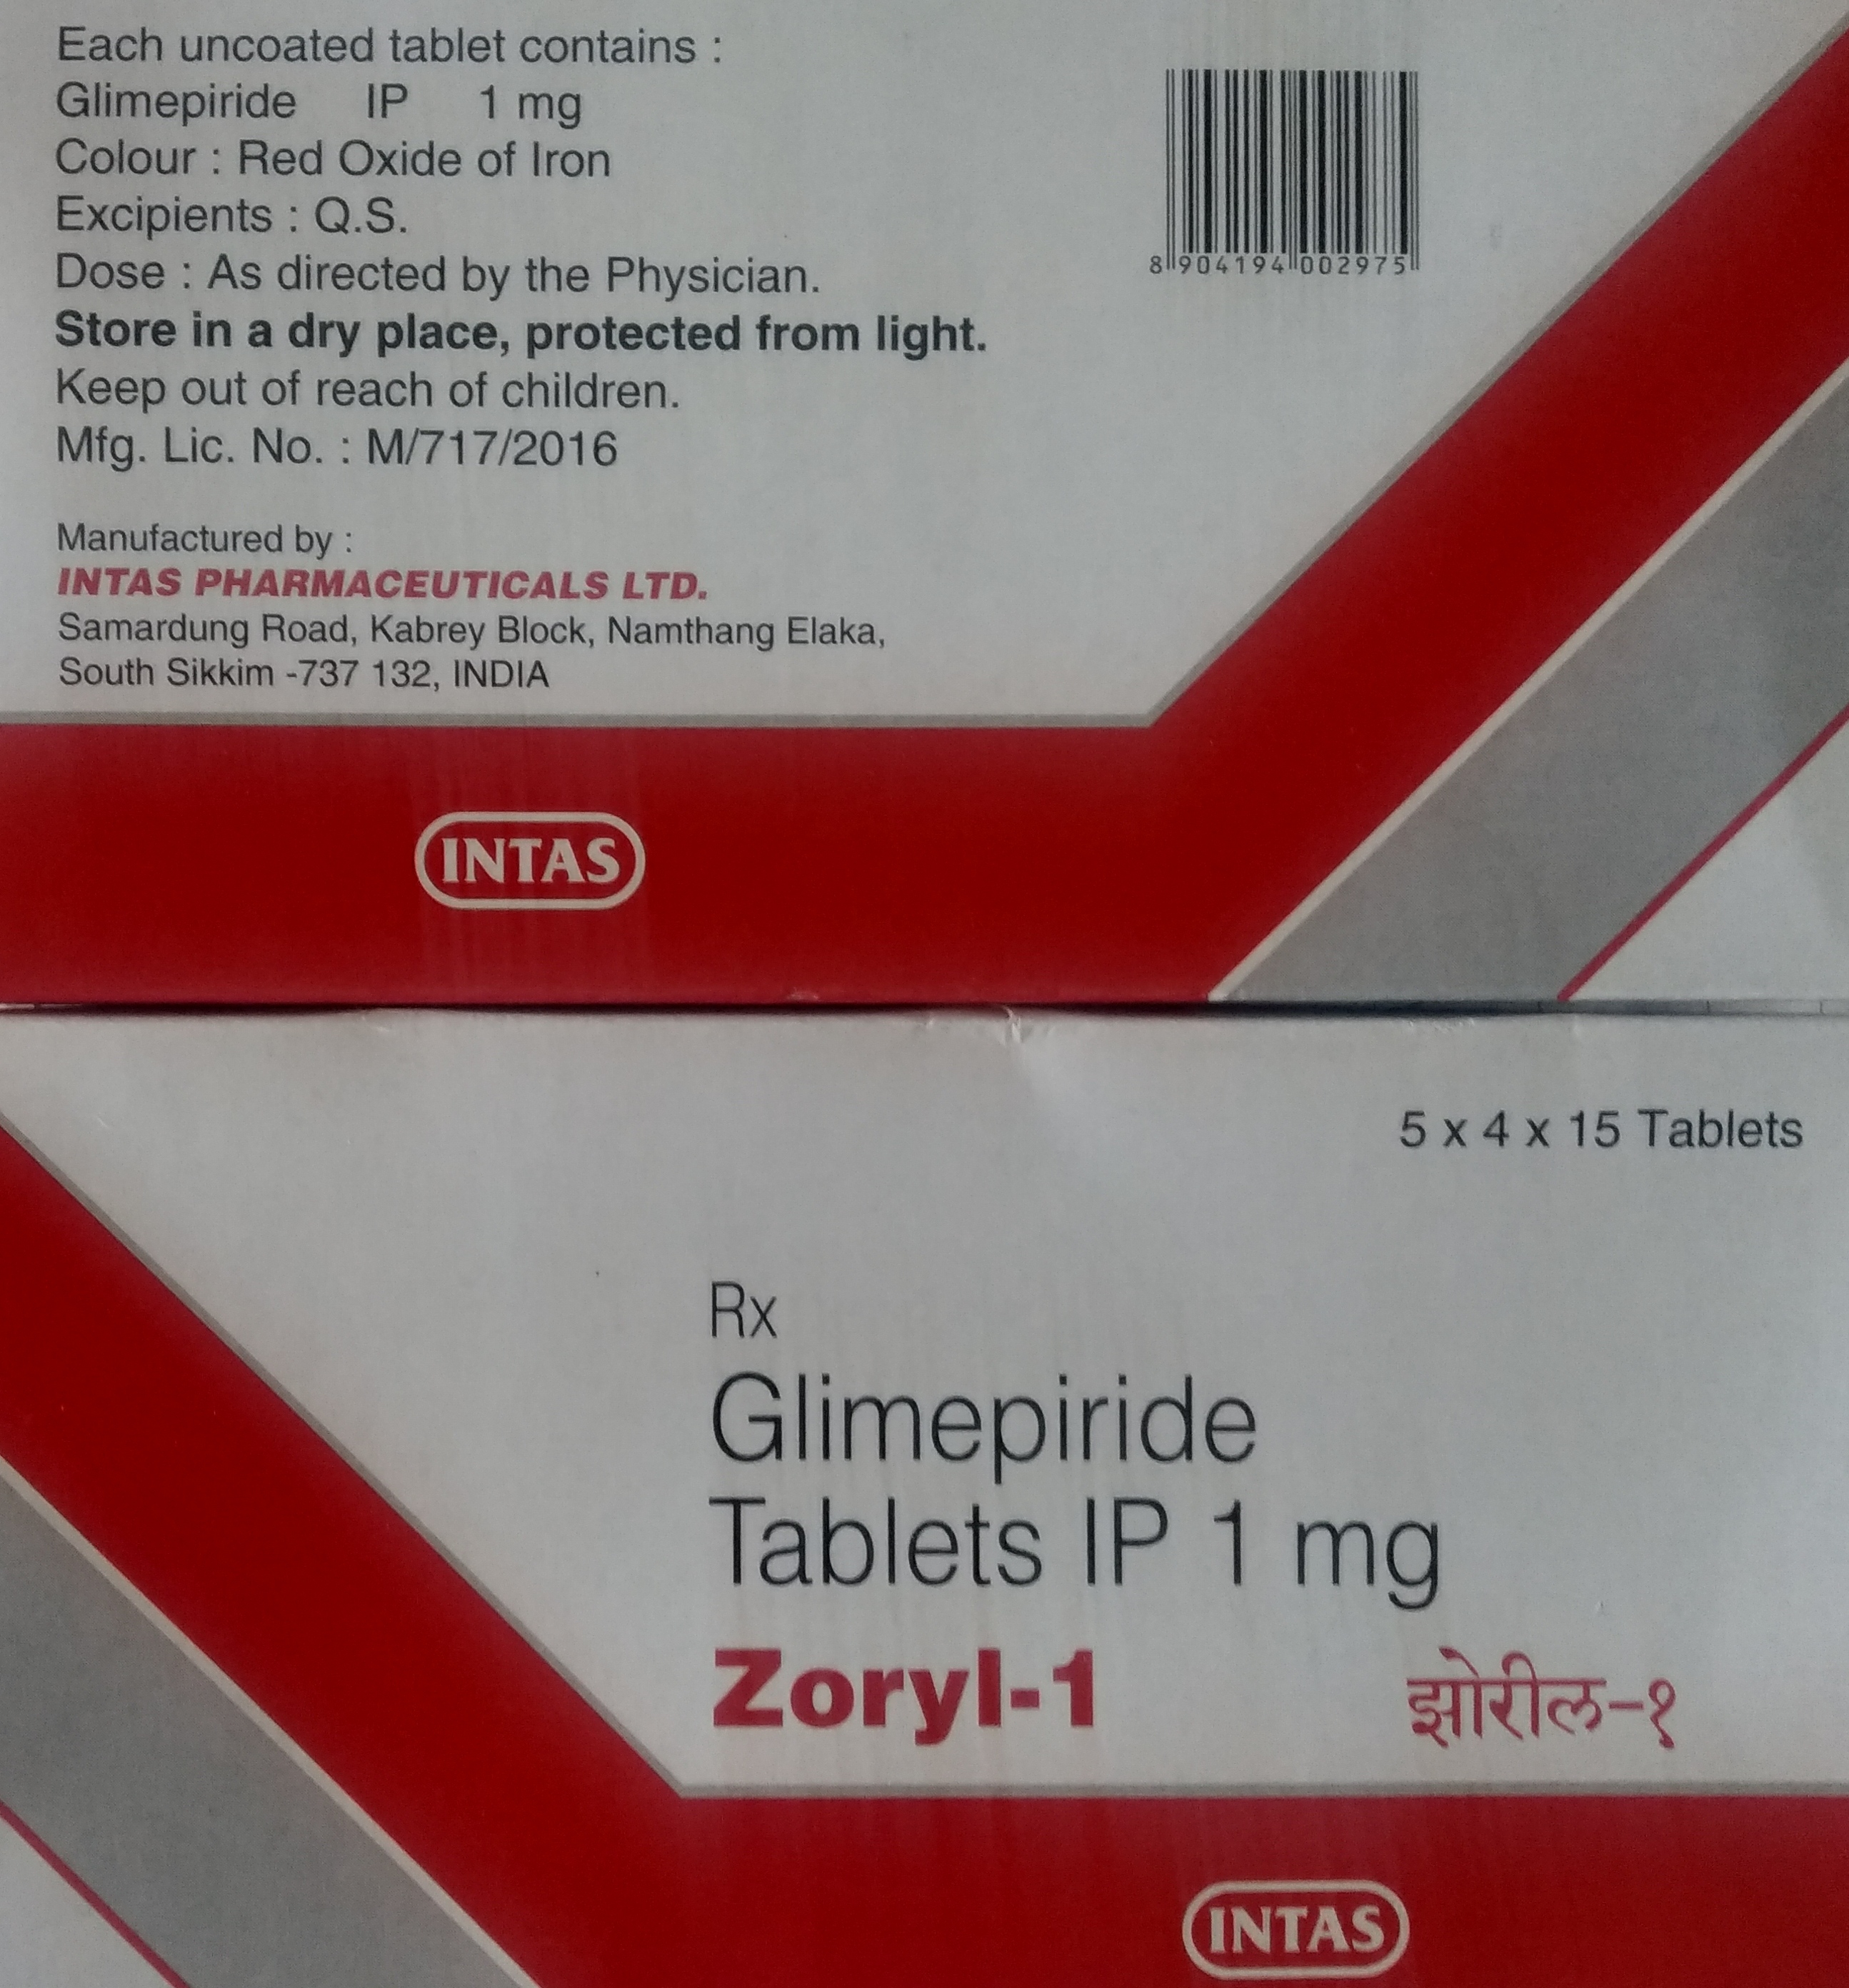 Each uncoated tablet contains :
Glimepiride IP 1 mg
Colour : Red Oxide of Iron
Excipients : Q.S.
Dose : As directed by the Physician.
Store in a dry place, protected from light.
Keep out of reach of children.
Mfg. Lic. No. : M/717/2016
8 904194 002975
Manufactured by :
INTAS PHARMACEUTICALS LTD.
Samardung Road, Kabrey Block, Namthang Elaka,
South Sikkim -737 132, INDIA
INTAS
5 x 4 x 15 Tablets
Rx
Glimepiride
Tablets IP 1 mg
Zoryl-1 झोरील-१
INTAS